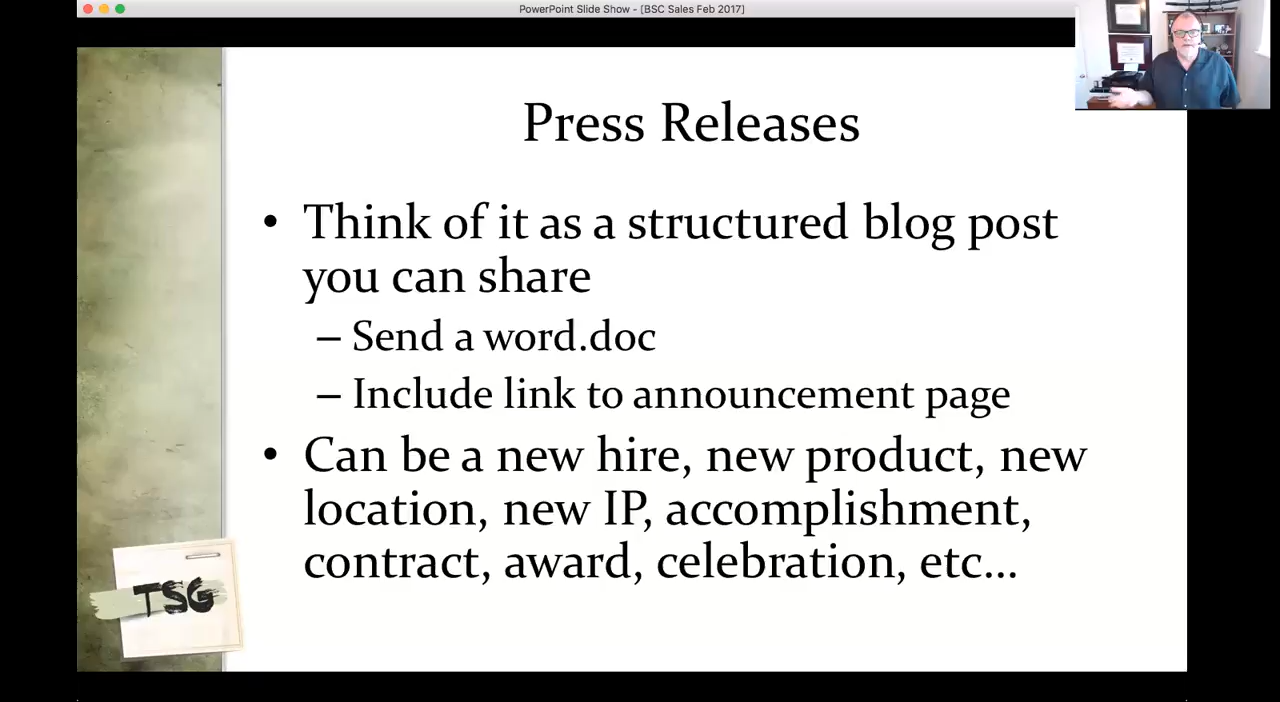 PowerPoint Slide Show - [BSC Sales Feb 2017]
Press Releases
• Think of it as a structured blog post
you can share
– Send a word.doc
– Include link to announcement page
• Can be a new hire, new product, new
location, new IP, accomplishment,
contract, award, celebration, etc...
TSG